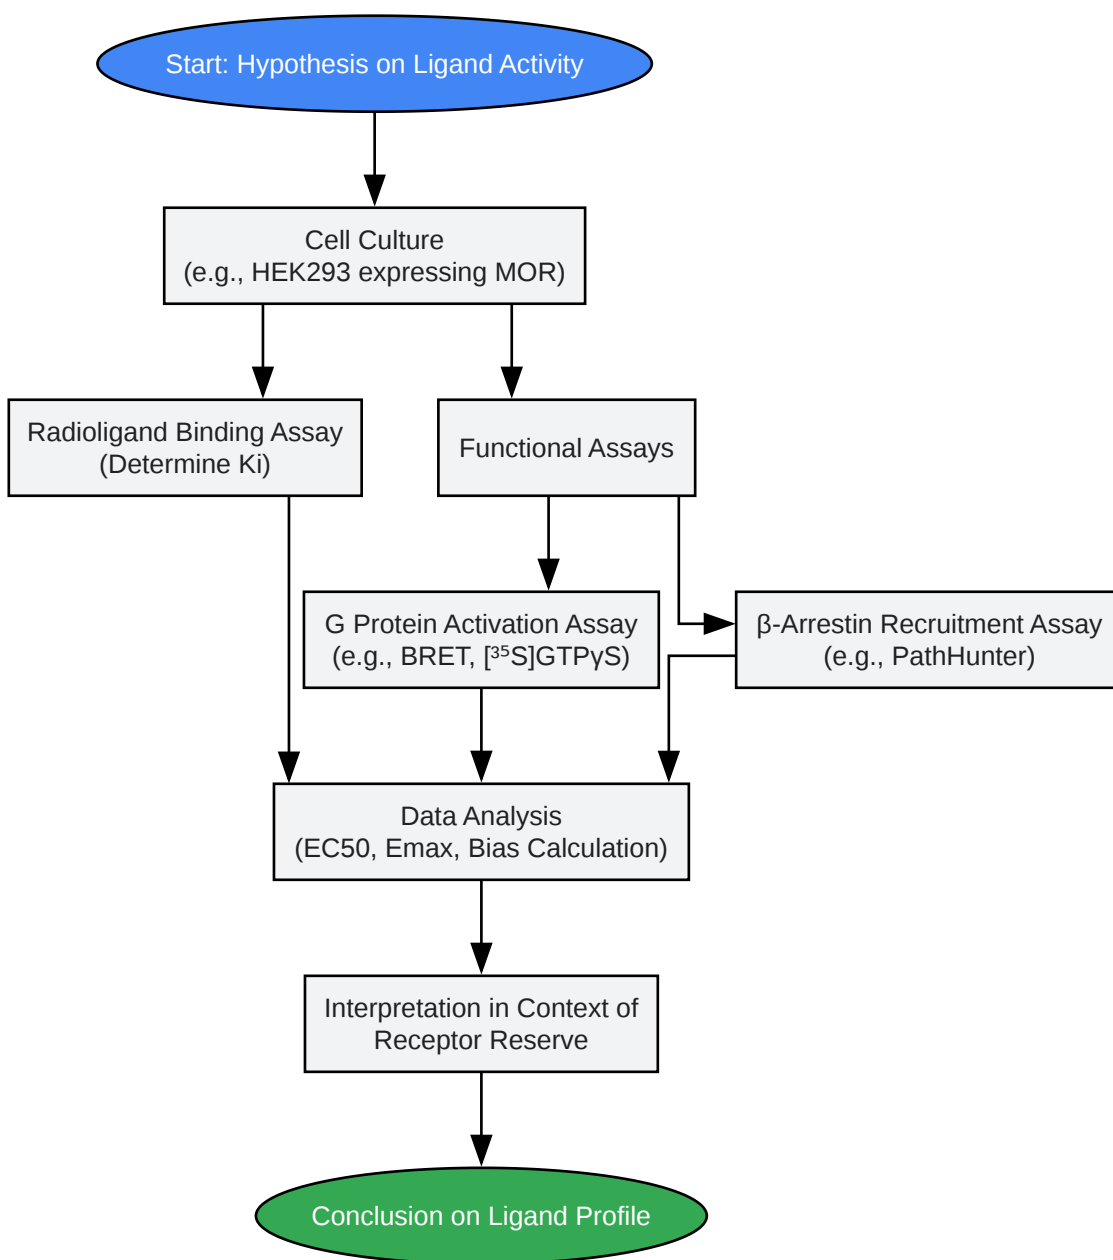 Start: Hypothesis on Ligand Activity
Cell Culture
(e.g., HEK293 expressing MOR)
Radioligand Binding Assay
(Determine Ki)
Functional Assays
G Protein Activation Assay
(e.g., BRET, [³⁵S]GTPγS)
β-Arrestin Recruitment Assay
(e.g., PathHunter)
Data Analysis
(EC50, Emax, Bias Calculation)
Interpretation in Context of
Receptor Reserve
Conclusion on Ligand Profile